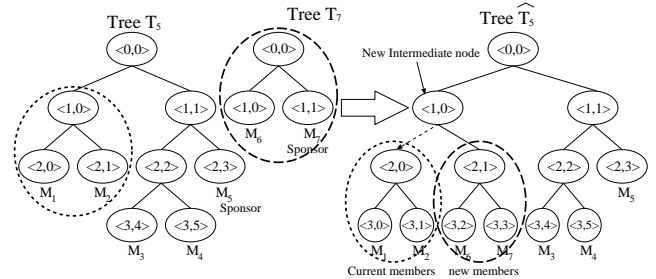 Tree T5
Tree T7
Tree T5
<0,0>
<0,0>
New Intermediate node
<0,0>
<1,0>
<1,1>
<1,0>
<1,1>
<1,0>
<1,1>
M6
M7
Sponsor
<2,0>
<2,1>
<2,2>
<2,3>
<2,0>
<2,1>
<2,2>
<2,3>
M1
M2
M5
Sponsor
M5
<3,4>
<3,5>
<3,0>
<3,1>
<3,2>
<3,3>
<3,4>
<3,5>
M3
M4
M1
M2
M6
M7
M3
M4
Current members
new members